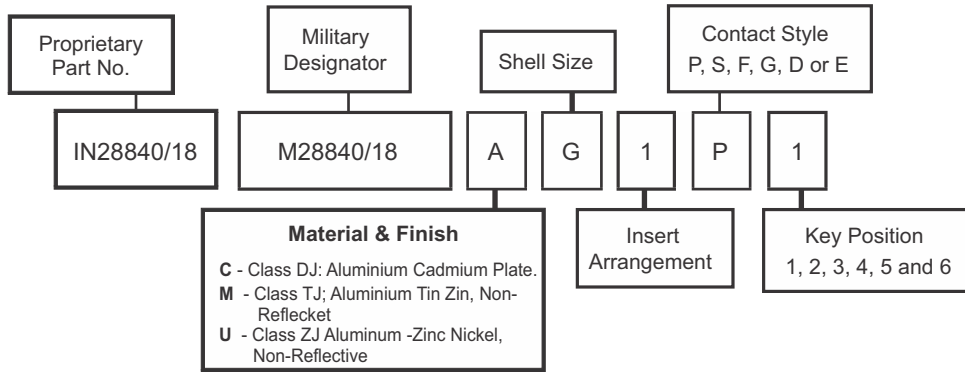 Proprietary
Part No.
Military
Designator
Shell Size
Contact Style
P, S, F, G, D or E
IN28840/18
M28840/18
A
G
1
P
1
Material & Finish
C - Class DJ: Aluminium Cadmium Plate.
M - Class TJ; Aluminium Tin Zin, Non-
Reflecket
U - Class ZJ Aluminum -Zinc Nickel,
Non-Reflective
Insert
Arrangement
Key Position
1, 2, 3, 4, 5 and 6